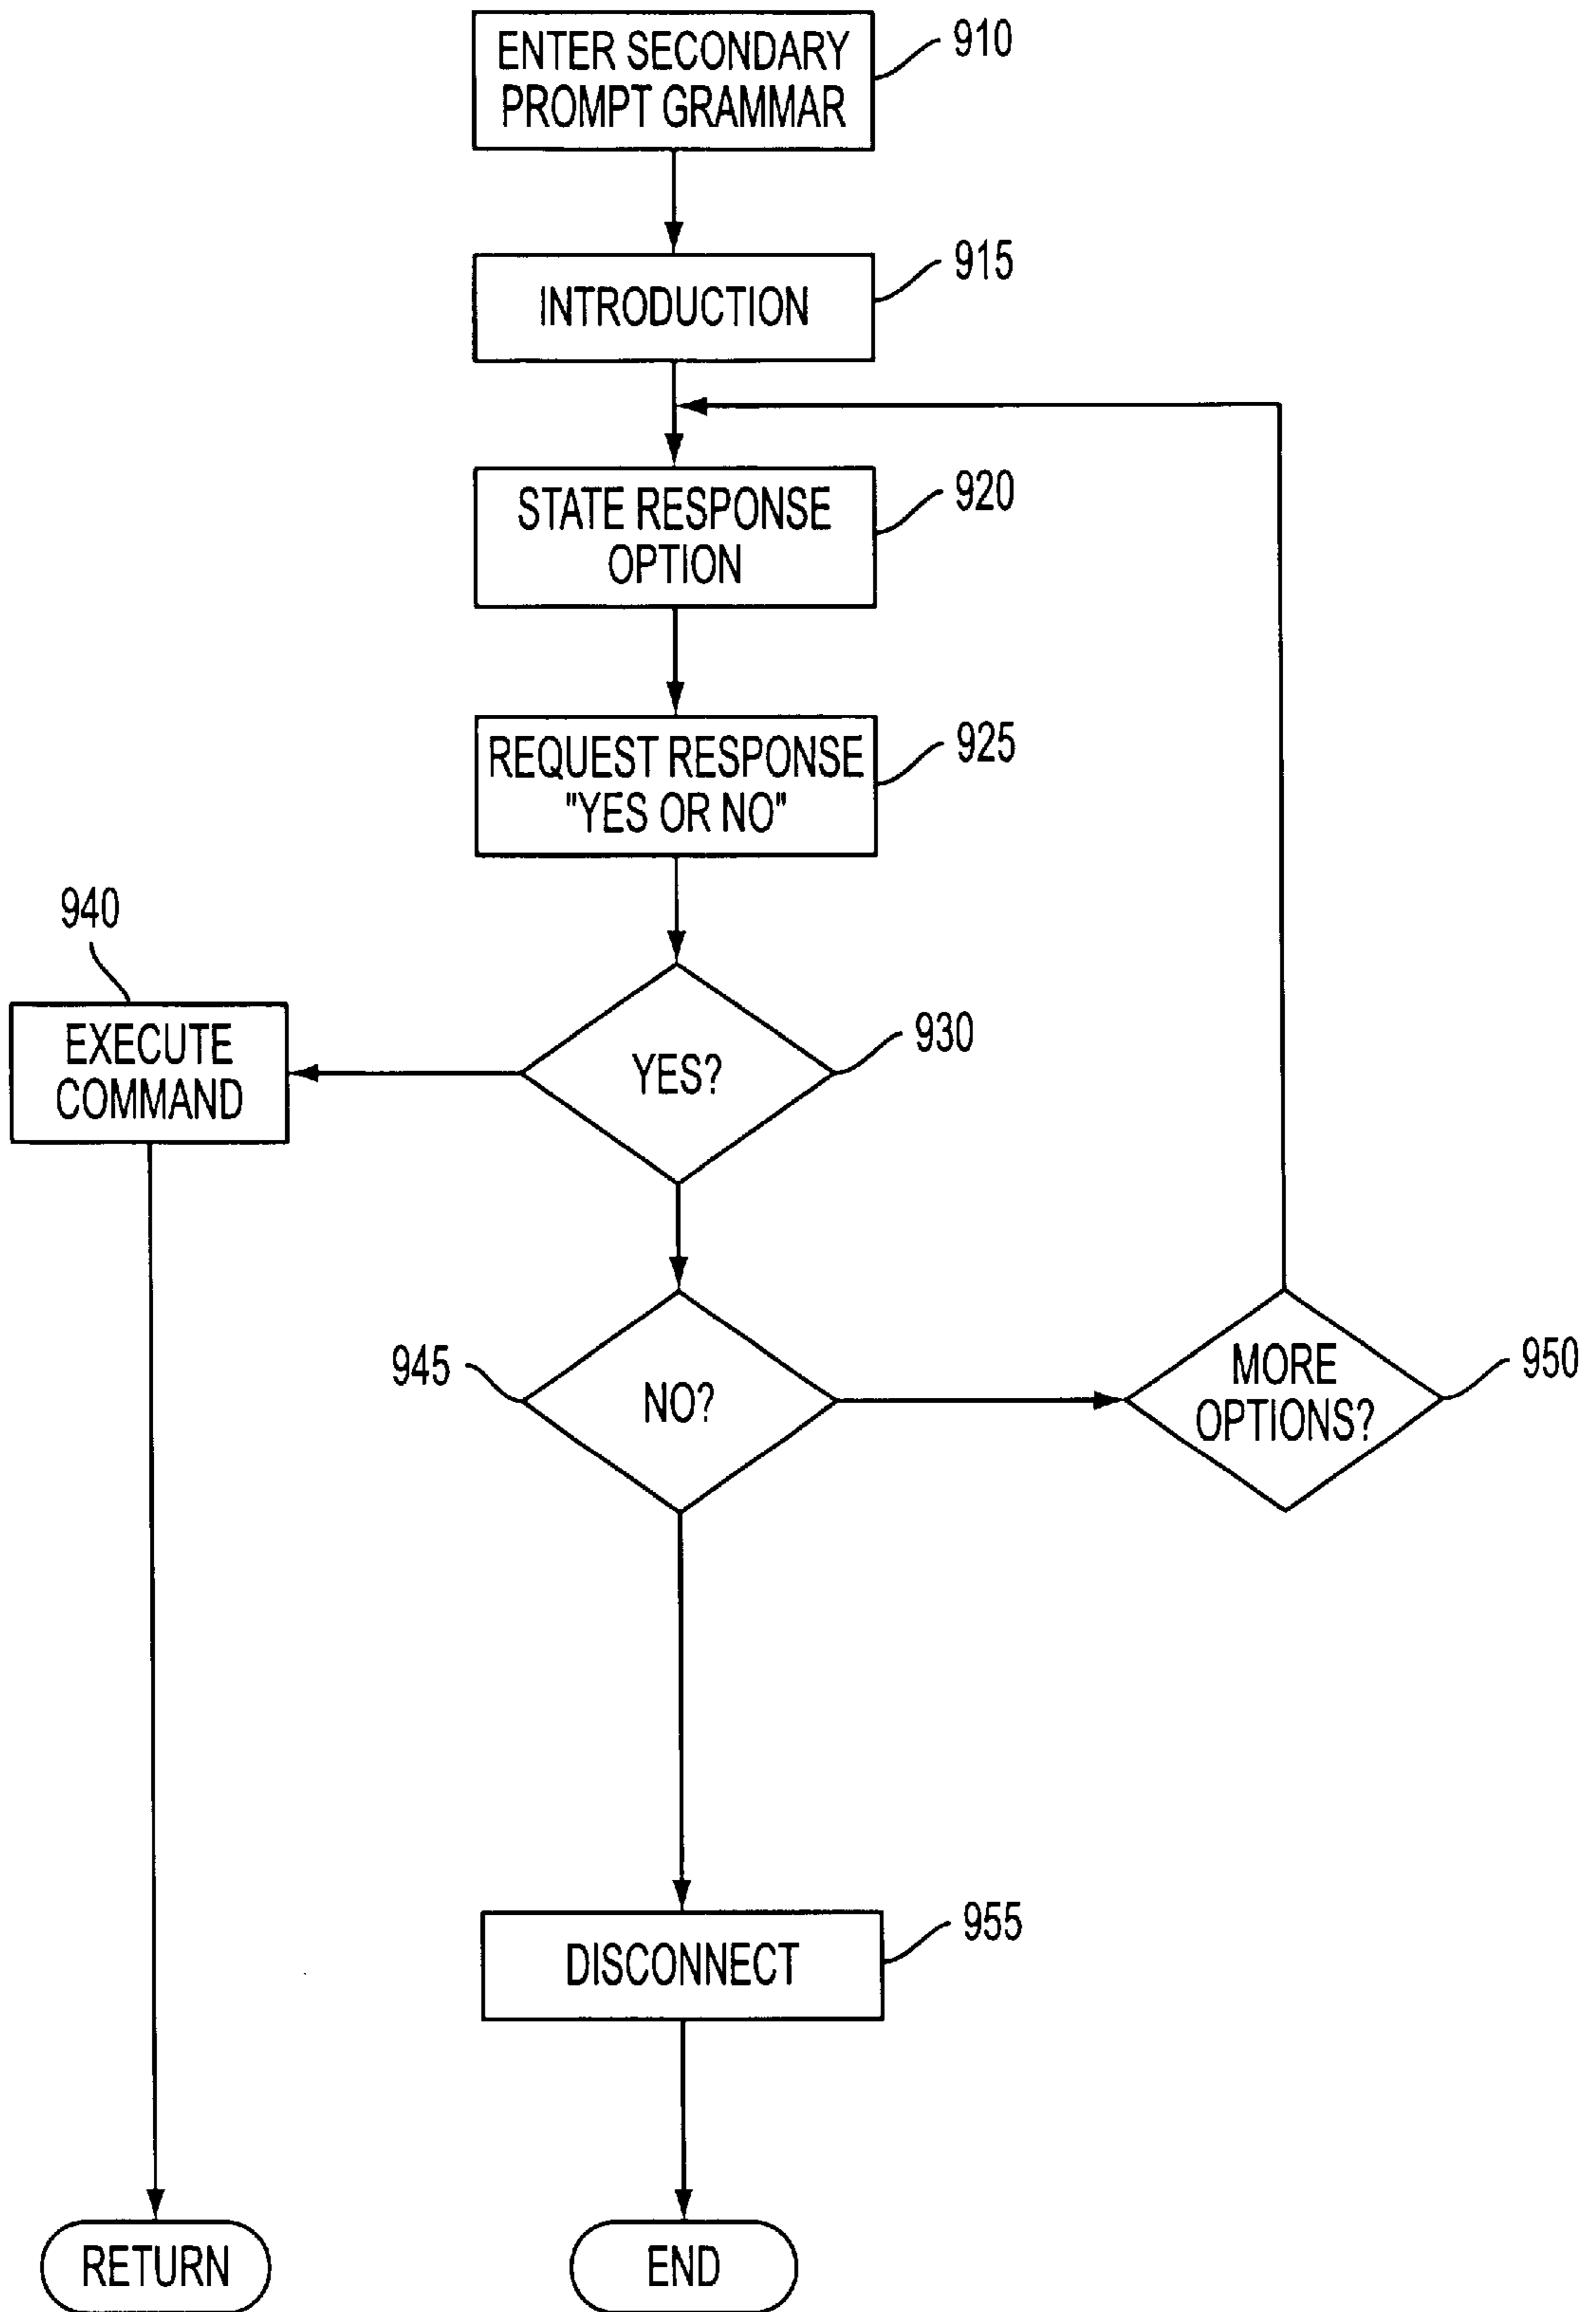 ENTER SECONDARY
PROMPT GRAMMAR
910
INTRODUCTION
915
STATE RESPONSE
OPTION
920
REQUEST RESPONSE
"YES OR NO"
925
940
EXECUTE
COMMAND
YES?
930
945
NO?
MORE
OPTIONS?
950
DISCONNECT
955
RETURN
END